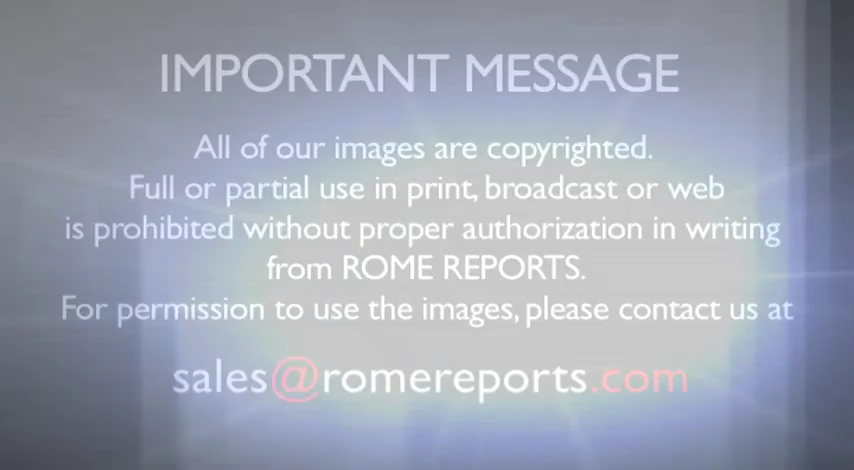 IMPORTANT MESSAGE
All of our images are copyrighted.
Full or partial use in print, broadcast or web
is prohibited without proper authorization in writing
from ROME REPORTS.
For permission to use the images, please contact us at
sales@romereports.com